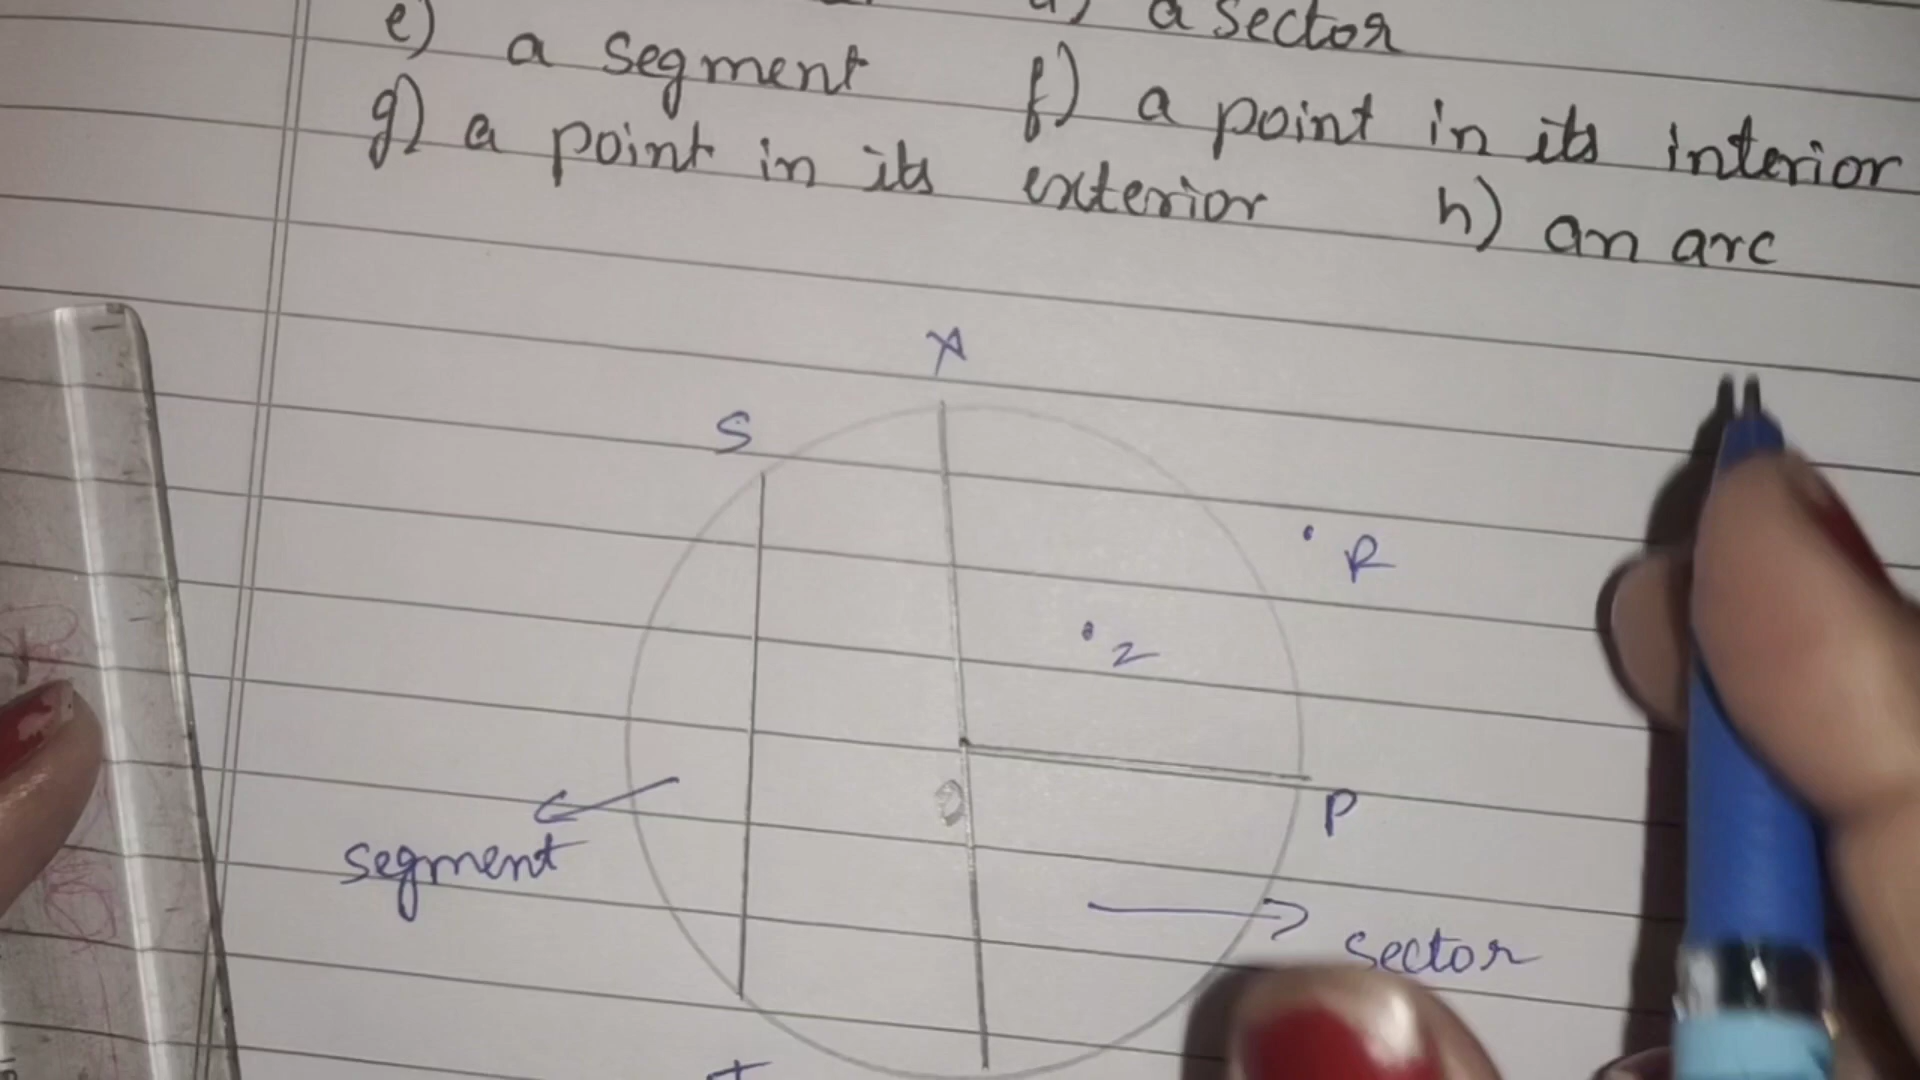 a sector
e) a segment f) a point in its interior
g) a point in its exterior h) an arc
X
S
R
Z
O
P
segment
sector